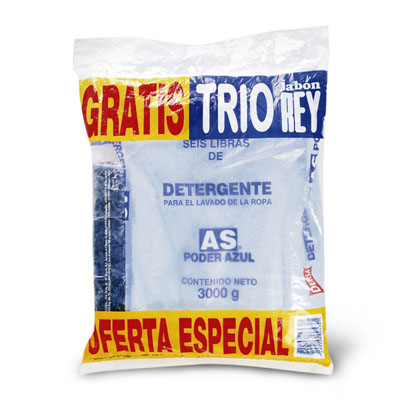 GRATIS TRIO Jabón REY
SEIS LIBRAS
DE
DETERGENTE
PARA EL LAVADO DE LA ROPA
AS
PODER AZUL
CONTENIDO NETO
3000 g
OFERTA ESPECIAL